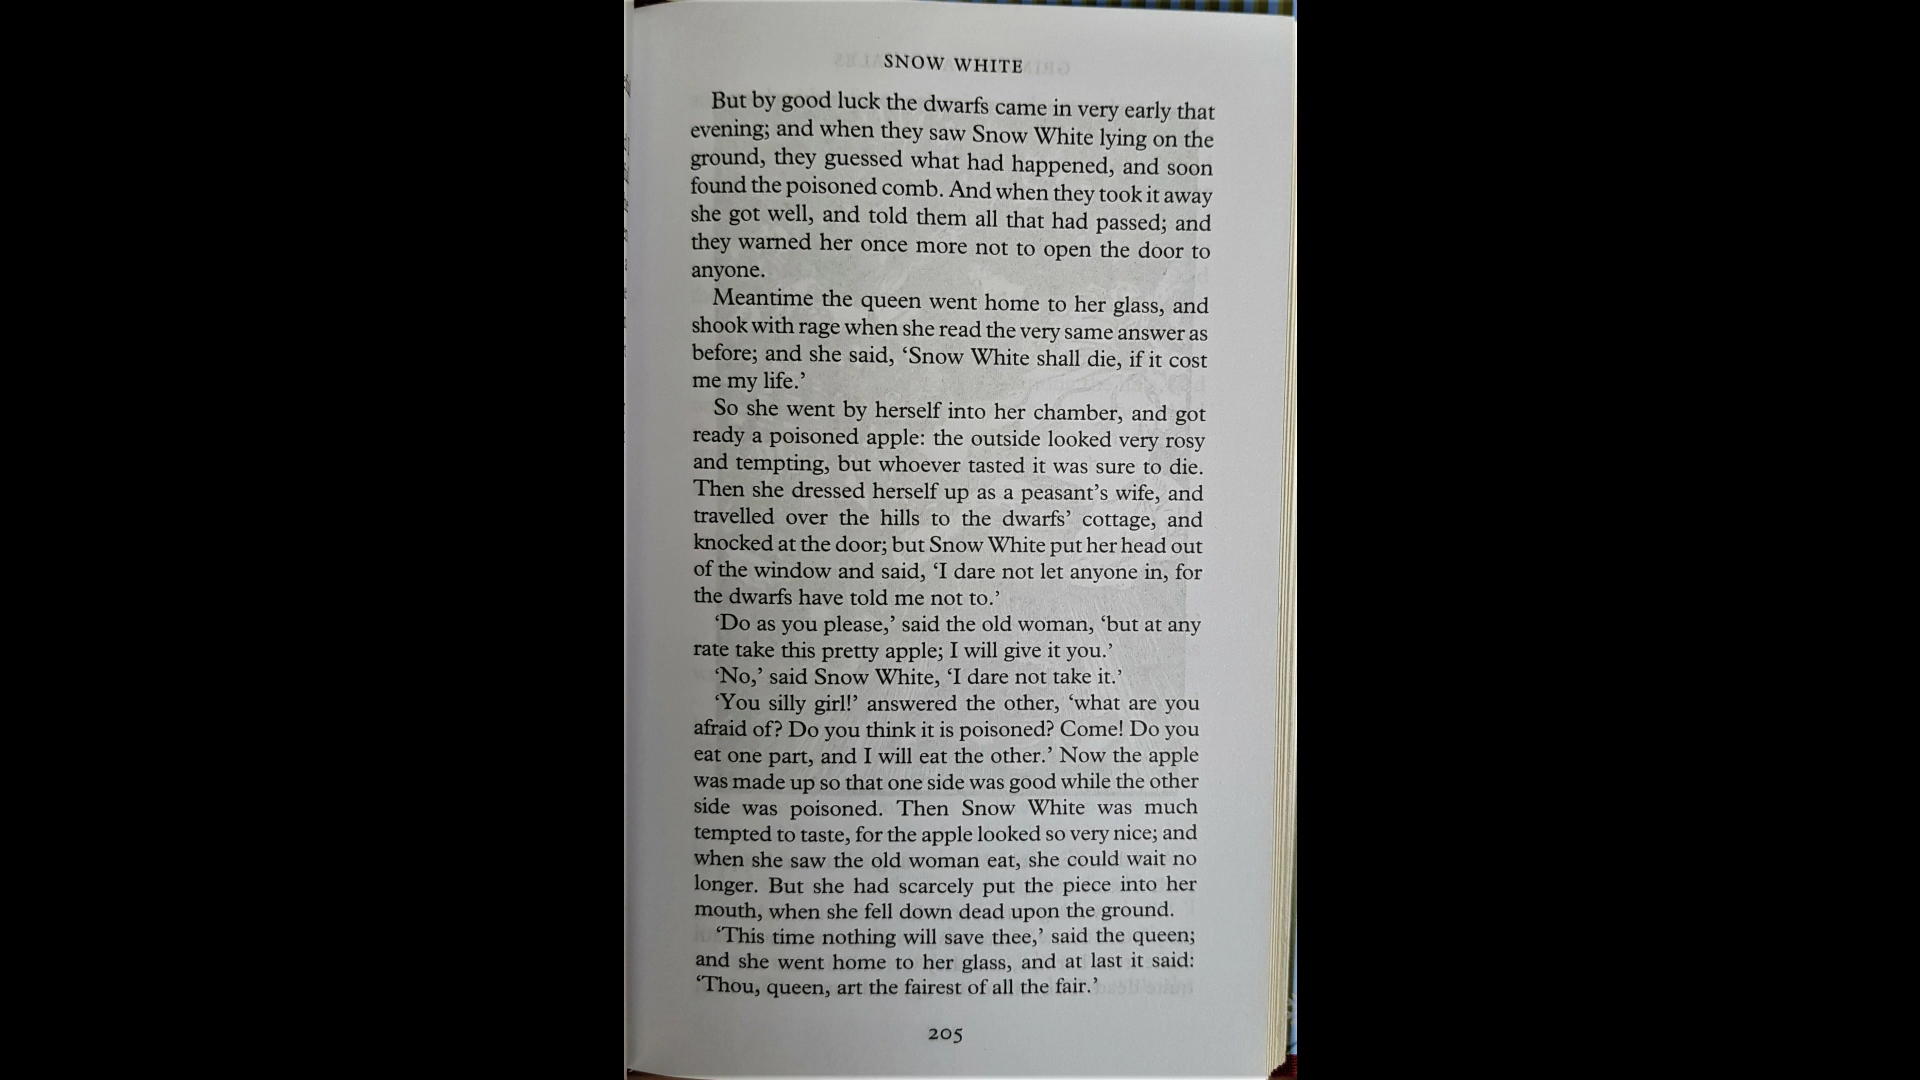 SNOW WHITE
But by good luck the dwarfs came in very early that
evening; and when they saw Snow White lying on the
ground, they guessed what had happened, and soon
found the poisoned comb. And when they took it away
she got well, and told them all that had passed; and
they warned her once more not to open the door to
anyone.
Meantime the queen went home to her glass, and
shook with rage when she read the very same answer as
before; and she said, ‘Snow White shall die, if it cost
me my life.’
So she went by herself into her chamber, and got
ready a poisoned apple: the outside looked very rosy
and tempting, but whoever tasted it was sure to die.
Then she dressed herself up as a peasant’s wife, and
travelled over the hills to the dwarfs’ cottage, and
knocked at the door; but Snow White put her head out
of the window and said, ‘I dare not let anyone in, for
the dwarfs have told me not to.’
‘Do as you please,’ said the old woman, ‘but at any
rate take this pretty apple; I will give it you.’
‘No,’ said Snow White, ‘I dare not take it.’
‘You silly girl!’ answered the other, ‘what are you
afraid of? Do you think it is poisoned? Come! Do you
eat one part, and I will eat the other.’ Now the apple
was made up so that one side was good while the other
side was poisoned. Then Snow White was much
tempted to taste, for the apple looked so very nice; and
when she saw the old woman eat, she could wait no
longer. But she had scarcely put the piece into her
mouth, when she fell down dead upon the ground.
‘This time nothing will save thee,’ said the queen;
and she went home to her glass, and at last it said:
‘Thou, queen, art the fairest of all the fair.’
205